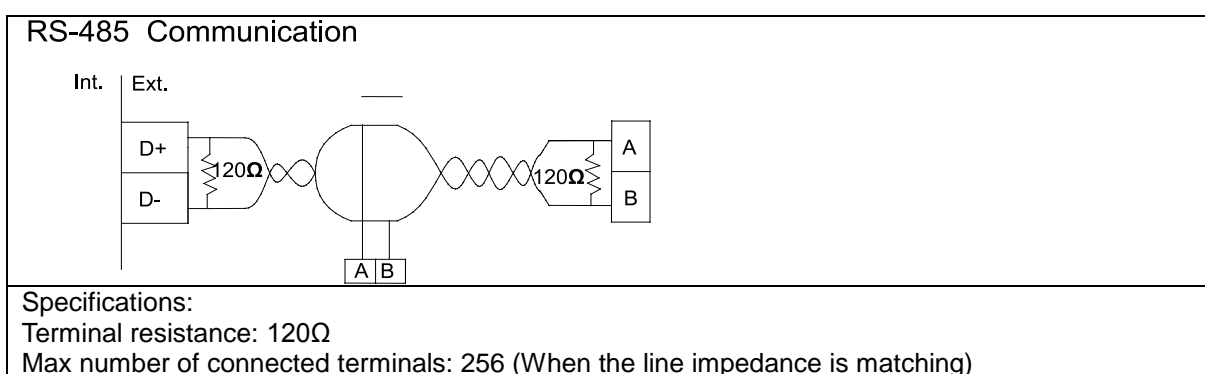 RS-485 Communication
Int. Ext.
D+
120Ω
D-
120Ω
A
B
A B
Specifications:
Terminal resistance: 120Ω
Max number of connected terminals: 256 (When the line impedance is matching)